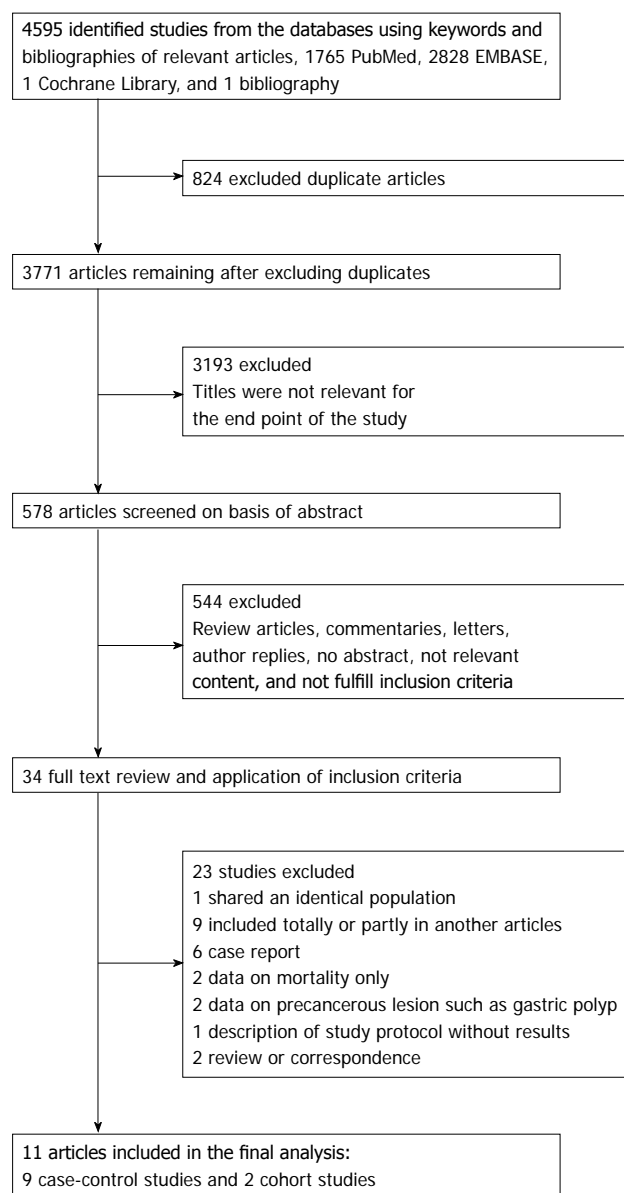 4595 identified studies from the databases using keywords and
bibliographies of relevant articles, 1765 PubMed, 2828 EMBASE,
1 Cochrane Library, and 1 bibliography
824 excluded duplicate articles
3771 articles remaining after excluding duplicates
3193 excluded
Titles were not relevant for
the end point of the study
578 articles screened on basis of abstract
544 excluded
Review articles, commentaries, letters,
author replies, no abstract, not relevant
content, and not fulfill inclusion criteria
34 full text review and application of inclusion criteria
23 studies excluded
1 shared an identical population
9 included totally or partly in another articles
6 case report
2 data on mortality only
2 data on precancerous lesion such as gastric polyp
1 description of study protocol without results
2 review or correspondence
11 articles included in the final analysis:
9 case-control studies and 2 cohort studies